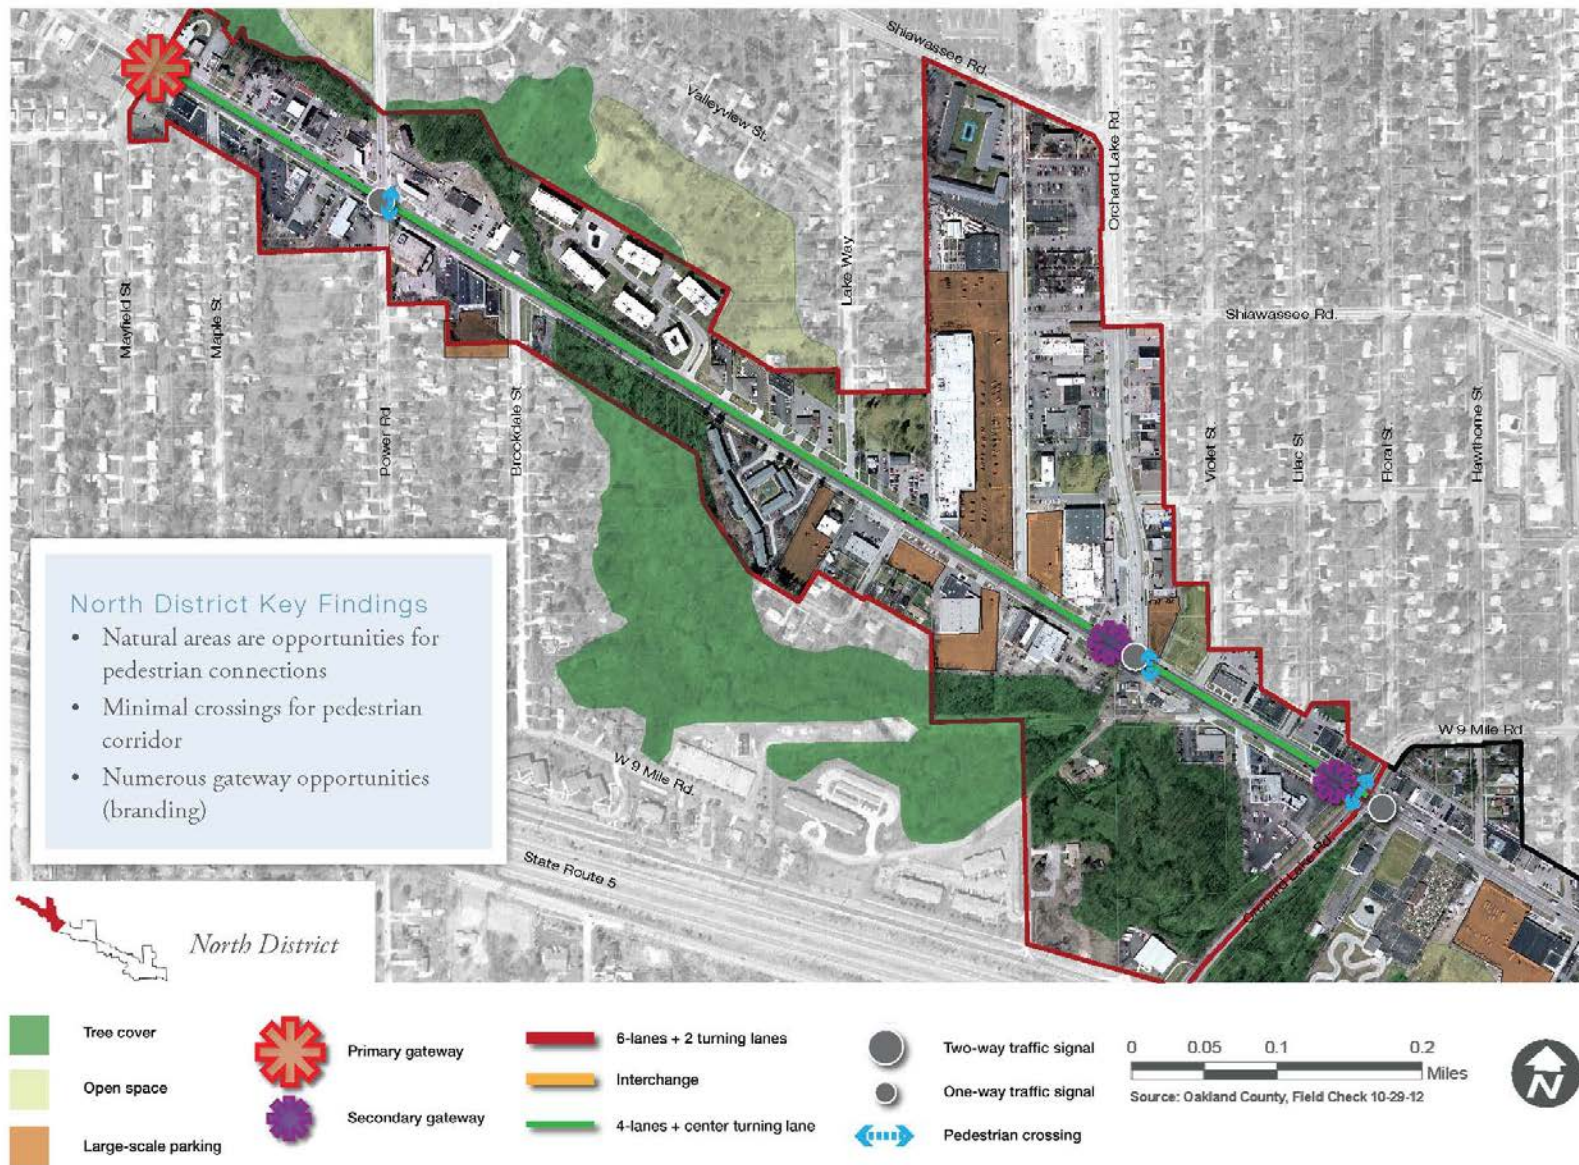 Shiawassee Rd.
Valleyview St.
Orchard Lake Rd
Lake Way
Shiawassee Rd.
Mayfield St
Maple St.
Power Rd
Brookdale St
Violet St
Lilac St
Floral St
Hawthorne St
North District Key Findings
• Natural areas are opportunities for
pedestrian connections
• Minimal crossings for pedestrian
corridor
• Numerous gateway opportunities
(branding)
W 9 Mile Rd
W 9 Mile Rd.
State Route 5
Orchard Lake Rd.
North District
Tree cover
Open space
Large-scale parking
Primary gateway
Secondary gateway
6-lanes + 2 turning lanes
Interchange
4-lanes + center turning lane
Two-way traffic signal
One-way traffic signal
Pedestrian crossing
0 0.05 0.1 0.2
Miles
Source: Oakland County, Field Check 10-29-12
N